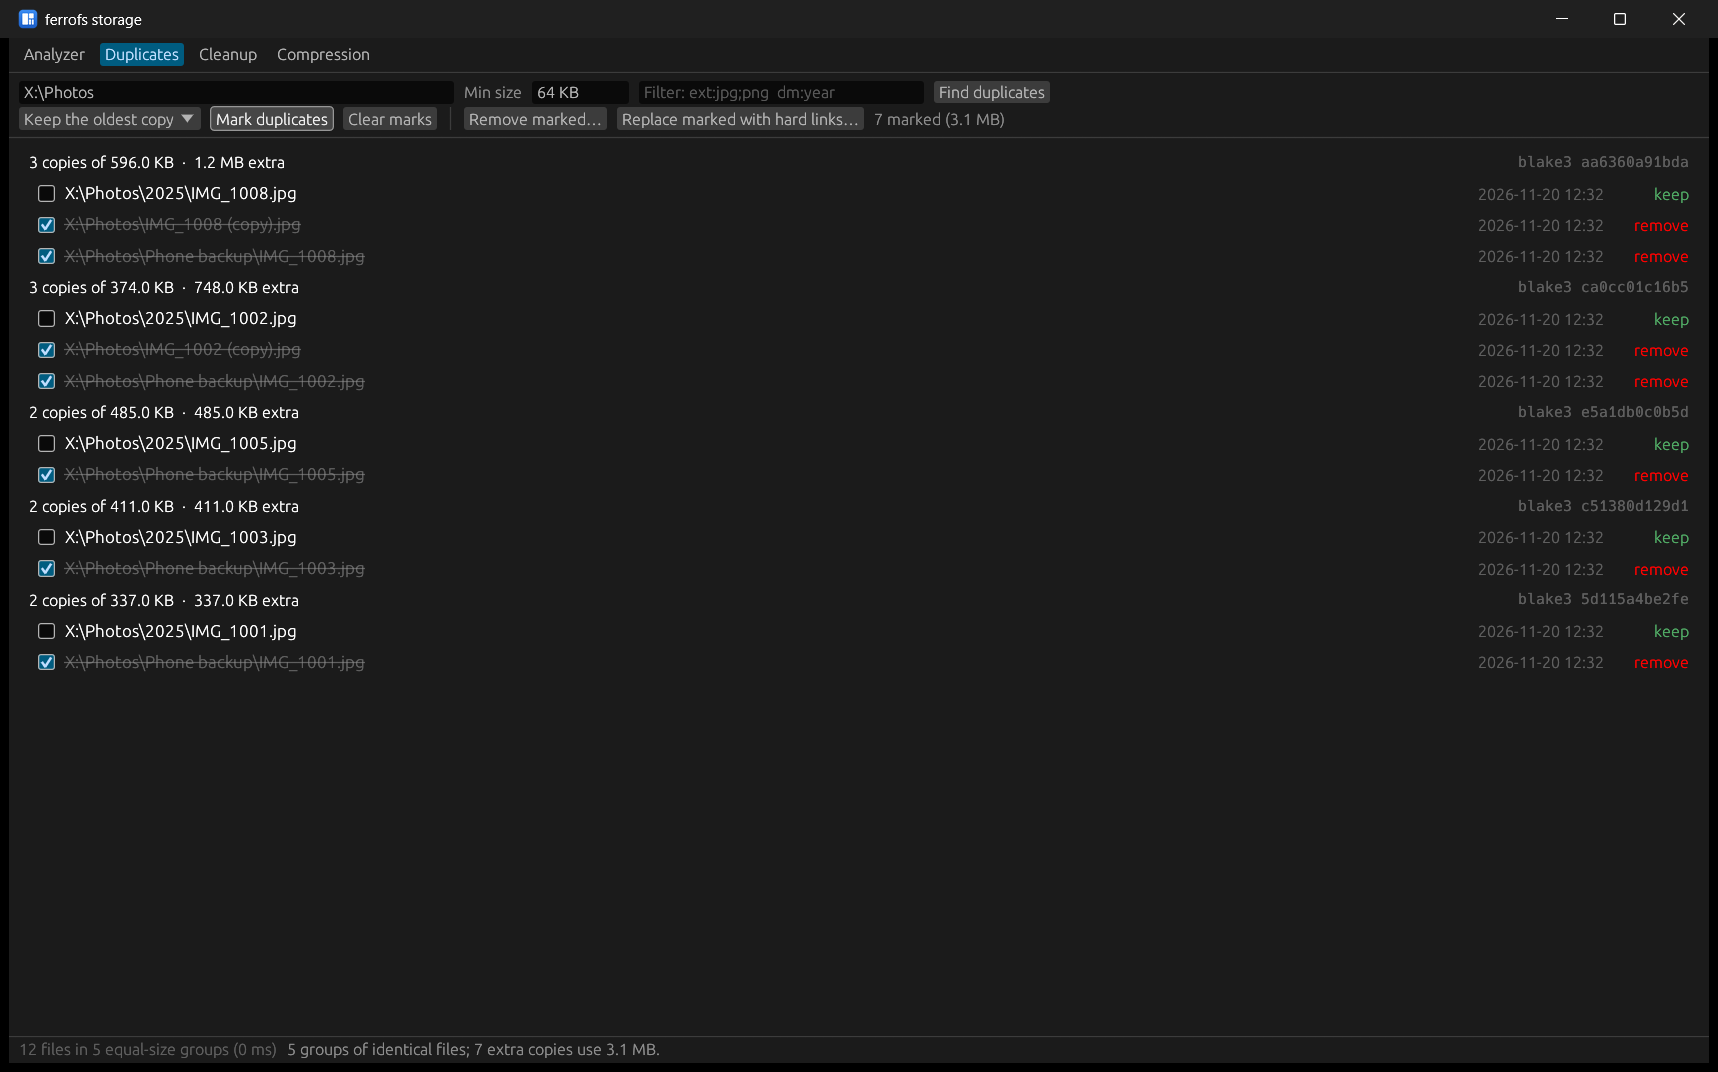 ferrofs storage
Analyzer Duplicates Cleanup Compression
X:\Photos Min size 64 KB Filter: ext:jpg;png dm:year Find duplicates
Keep the oldest copy Mark duplicates Clear marks Remove marked... Replace marked with hard links... 7 marked (3.1 MB)
3 copies of 596.0 KB · 1.2 MB extra blake3 aa6360a91bda
X:\Photos\2025\IMG_1008.jpg 2026-11-20 12:32 keep
X:\Photos\IMG_1008 (copy).jpg 2026-11-20 12:32 remove
X:\Photos\Phone backup\IMG_1008.jpg 2026-11-20 12:32 remove
3 copies of 374.0 KB · 748.0 KB extra blake3 ca0cc01c16b5
X:\Photos\2025\IMG_1002.jpg 2026-11-20 12:32 keep
X:\Photos\IMG_1002 (copy).jpg 2026-11-20 12:32 remove
X:\Photos\Phone backup\IMG_1002.jpg 2026-11-20 12:32 remove
2 copies of 485.0 KB · 485.0 KB extra blake3 e5a1db0c0b5d
X:\Photos\2025\IMG_1005.jpg 2026-11-20 12:32 keep
X:\Photos\Phone backup\IMG_1005.jpg 2026-11-20 12:32 remove
2 copies of 411.0 KB · 411.0 KB extra blake3 c51380d129d1
X:\Photos\2025\IMG_1003.jpg 2026-11-20 12:32 keep
X:\Photos\Phone backup\IMG_1003.jpg 2026-11-20 12:32 remove
2 copies of 337.0 KB · 337.0 KB extra blake3 5d115a4be2fe
X:\Photos\2025\IMG_1001.jpg 2026-11-20 12:32 keep
X:\Photos\Phone backup\IMG_1001.jpg 2026-11-20 12:32 remove
12 files in 5 equal-size groups (0 ms) 5 groups of identical files; 7 extra copies use 3.1 MB.